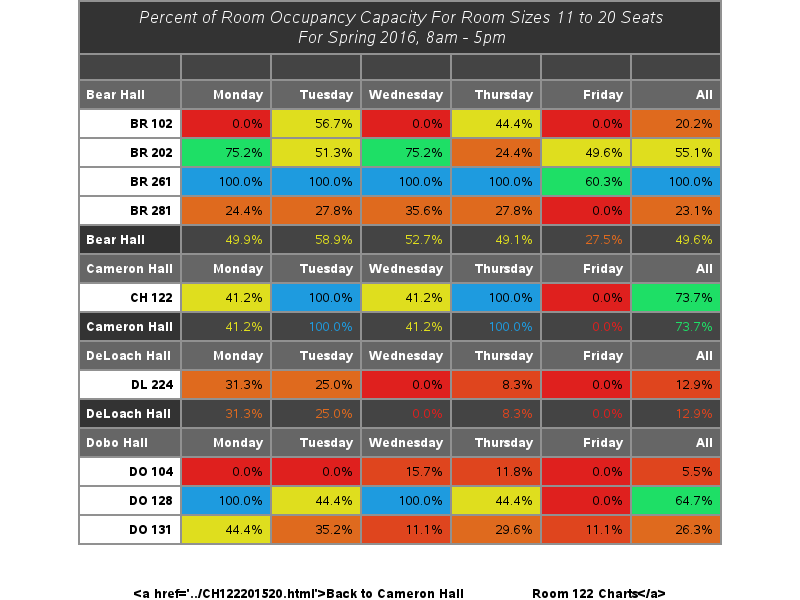 Percent of Room Occupancy Capacity For Room Sizes 11 to 20 Seats
For Spring 2016, 8am - 5pm
Bear Hall Monday Tuesday Wednesday Thursday Friday All
BR 102 0.0% 56.7% 0.0% 44.4% 0.0% 20.2%
BR 202 75.2% 51.3% 75.2% 24.4% 49.6% 55.1%
BR 261 100.0% 100.0% 100.0% 100.0% 60.3% 100.0%
BR 281 24.4% 27.8% 35.6% 27.8% 0.0% 23.1%
Bear Hall 49.9% 58.9% 52.7% 49.1% 27.5% 49.6%
Cameron Hall Monday Tuesday Wednesday Thursday Friday All
CH 122 41.2% 100.0% 41.2% 100.0% 0.0% 73.7%
Cameron Hall 41.2% 100.0% 41.2% 100.0% 0.0% 73.7%
DeLoach Hall Monday Tuesday Wednesday Thursday Friday All
DL 224 31.3% 25.0% 0.0% 8.3% 0.0% 12.9%
DeLoach Hall 31.3% 25.0% 0.0% 8.3% 0.0% 12.9%
Dobo Hall Monday Tuesday Wednesday Thursday Friday All
DO 104 0.0% 0.0% 15.7% 11.8% 0.0% 5.5%
DO 128 100.0% 44.4% 100.0% 44.4% 0.0% 64.7%
DO 131 44.4% 35.2% 11.1% 29.6% 11.1% 26.3%
<a href='../CH122201520.html'>Back to Cameron Hall Room 122 Charts</a>